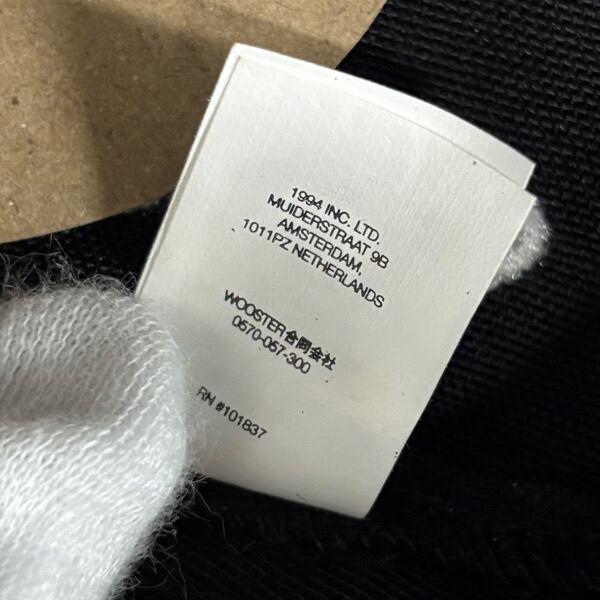 1994 INC. LTD.
MUIDERSTRAAT 9B
AMSTERDAM,
1011PZ NETHERLANDS
WOOSTER合同会社
0570-057-300
RN #101837